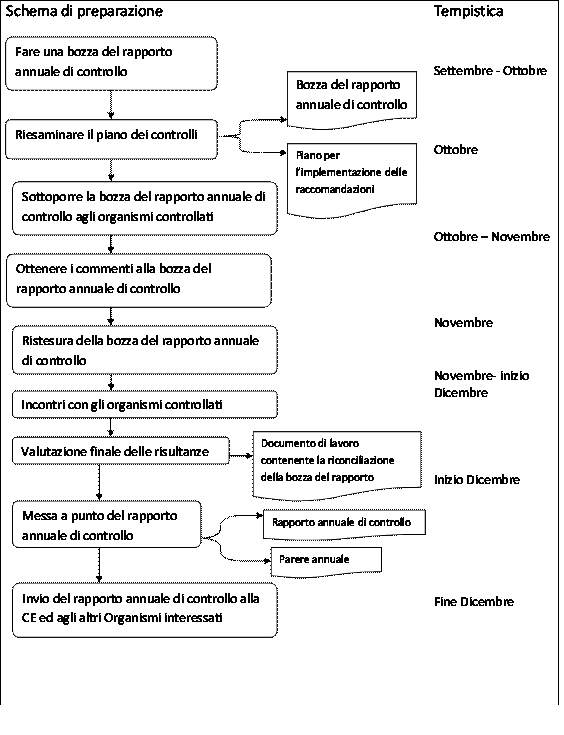 Schema di preparazione
Tempistica
Fare una bozza del rapporto
annuale di controllo
Settembre - Ottobre
Bozza del rapporto
annuale di controllo
Riesaminare il piano dei controlli
Ottobre
Piano per
l'implementazione delle
raccomandazioni
Sottoporre la bozza del rapporto annuale di
controllo agli organismi controllati
Ottobre – Novembre
Ottenere i commenti alla bozza del
rapporto annuale di controllo
Novembre
Ristesura della bozza del rapporto annuale
di controllo
Novembre- inizio
Dicembre
Incontri con gli organismi controllati
Valutazione finale delle risultanze
Documento di lavoro
contenente la riconciliazione
della bozza del rapporto
Inizio Dicembre
Messa a punto del rapporto
annuale di controllo
Rapporto annuale di controllo
Parere annuale
Invio del rapporto annuale di controllo alla
CE ed agli altri Organismi interessati
Fine Dicembre